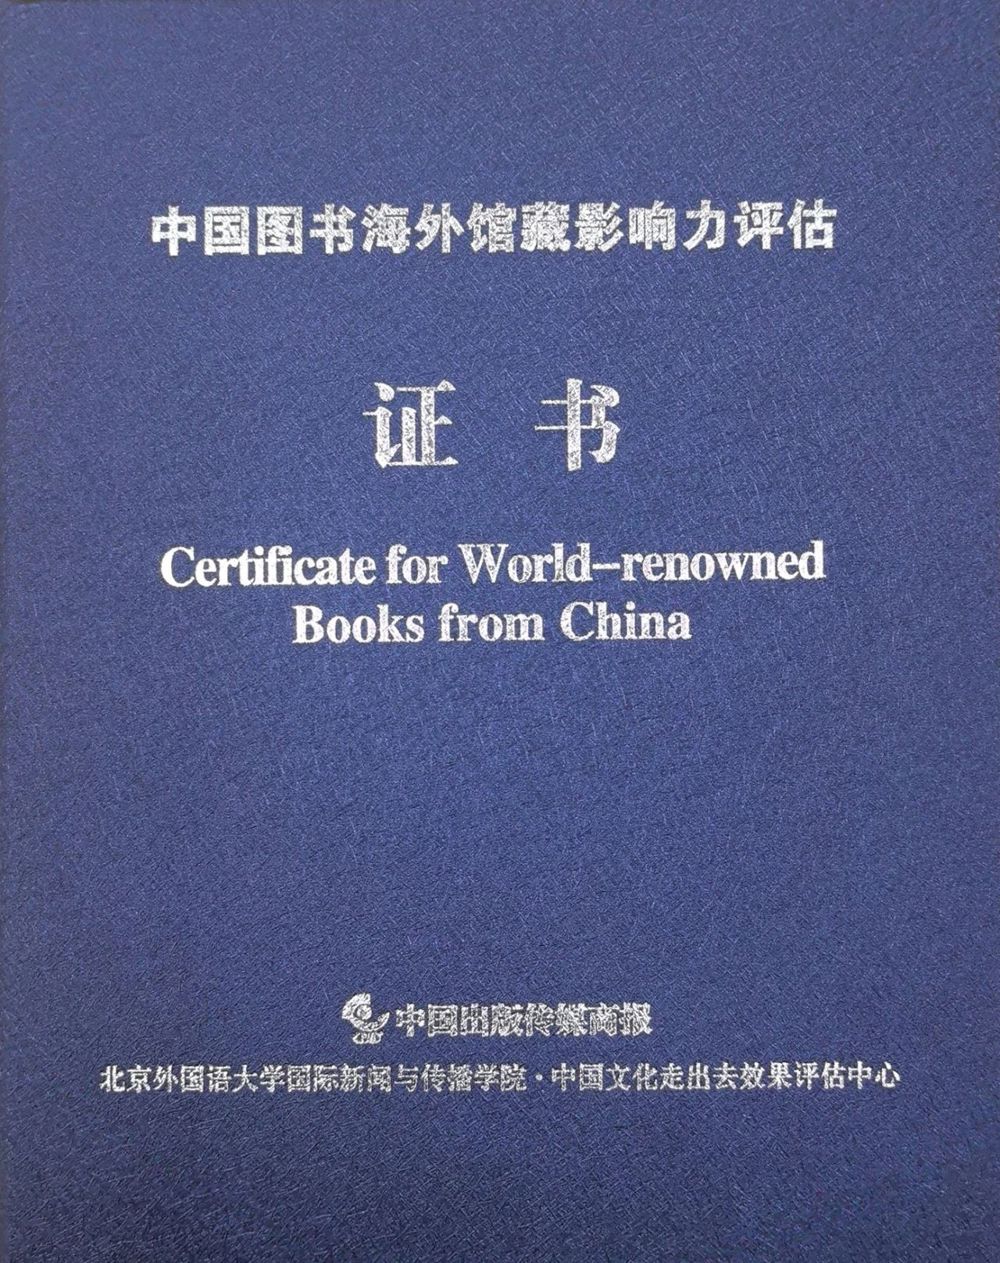 中国图书海外馆藏影响力评估
证 书
Certificate for World-renowned
Books from China
中国出版传媒商报
北京外国语大学国际新闻与传播学院·中国文化走出去效果评估中心